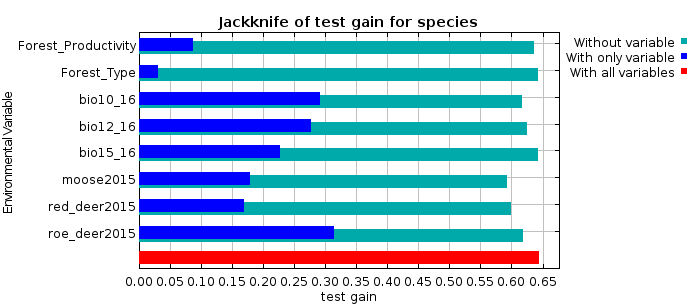 Jackknife of test gain for species
Environmental Variable
Forest_Productivity
Forest_Type
bio10_16
bio12_16
bio15_16
moose2015
red_deer2015
roe_deer2015
0.00 0.05 0.10 0.15 0.20 0.25 0.30 0.35 0.40 0.45 0.50 0.55 0.60 0.65
test gain
Without variable
With only variable
With all variables